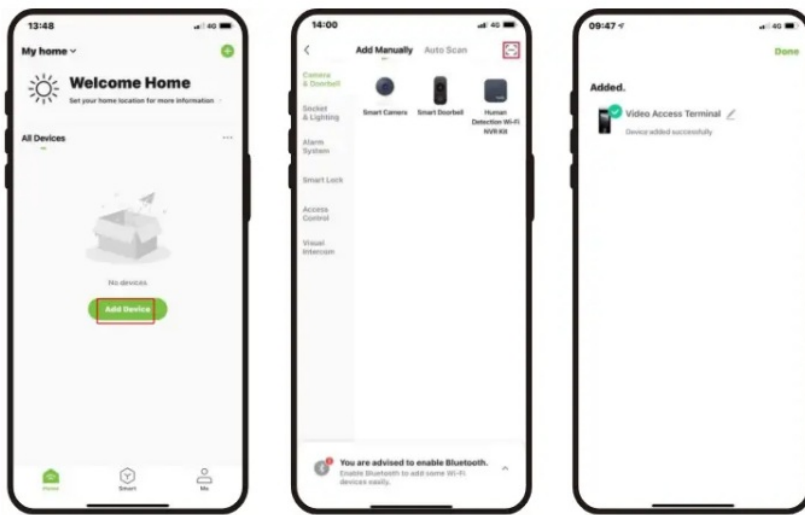 13:48
4G
My home
Welcome Home
Set your home location for more information
All Devices
No devices
Add Device
Home
Smart
Me
14:00
4G
Add Manually
Auto Scan
Camera
& Doorbell
Smart Camera
Smart Doorbell
Human
Detection Wi-Fi
NVR Kit
Socket
& Lighting
Alarm
System
Smart Lock
Access
Control
Visual
Intercom
You are advised to enable Bluetooth.
Enable Bluetooth to add some Wi-Fi
devices easily.
09:47
4G
Done
Added.
Video Access Terminal
Device added successfully